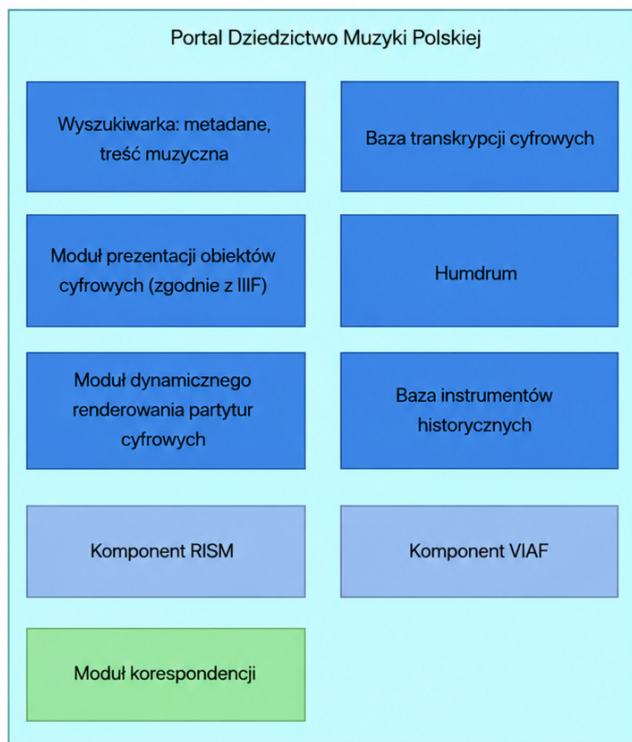 Portal Dziedzictwo Muzyki Polskiej
Wyszukiwarka: metadane,
treść muzyczna
Baza transkrypcji cyfrowych
Moduł prezentacji obiektów
cyfrowych (zgodnie z IIIF)
Humdrum
Moduł dynamicznego
renderowania partytur
cyfrowych
Baza instrumentów
historycznych
Komponent RISM
Komponent VIAF
Moduł korespondencji